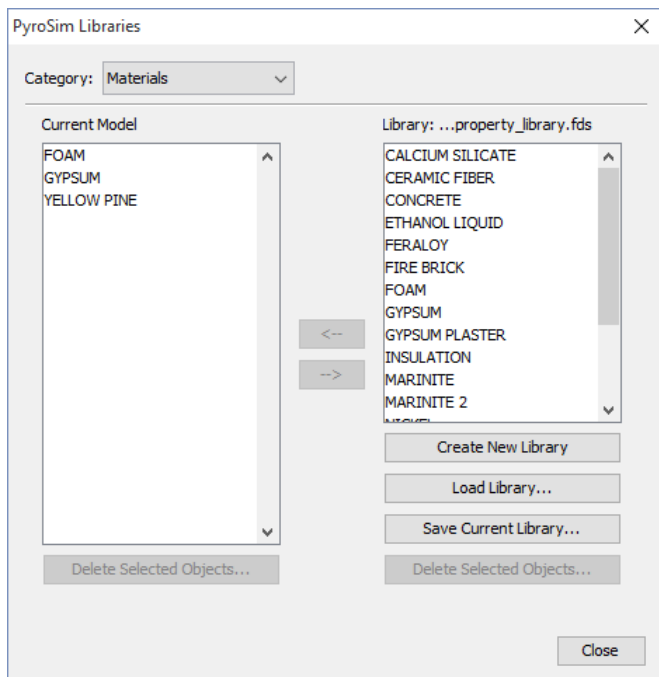 PyroSim Libraries
Category: Materials
Current Model
FOAM
GYPSUM
YELLOW PINE
<--
-->
Delete Selected Objects...
Library: ...property_library.fds
CALCIUM SILICATE
CERAMIC FIBER
CONCRETE
ETHANOL LIQUID
FERALOY
FIRE BRICK
FOAM
GYPSUM
GYPSUM PLASTER
INSULATION
MARINITE
MARINITE 2
NICKEL
Create New Library
Load Library...
Save Current Library...
Delete Selected Objects...
Close